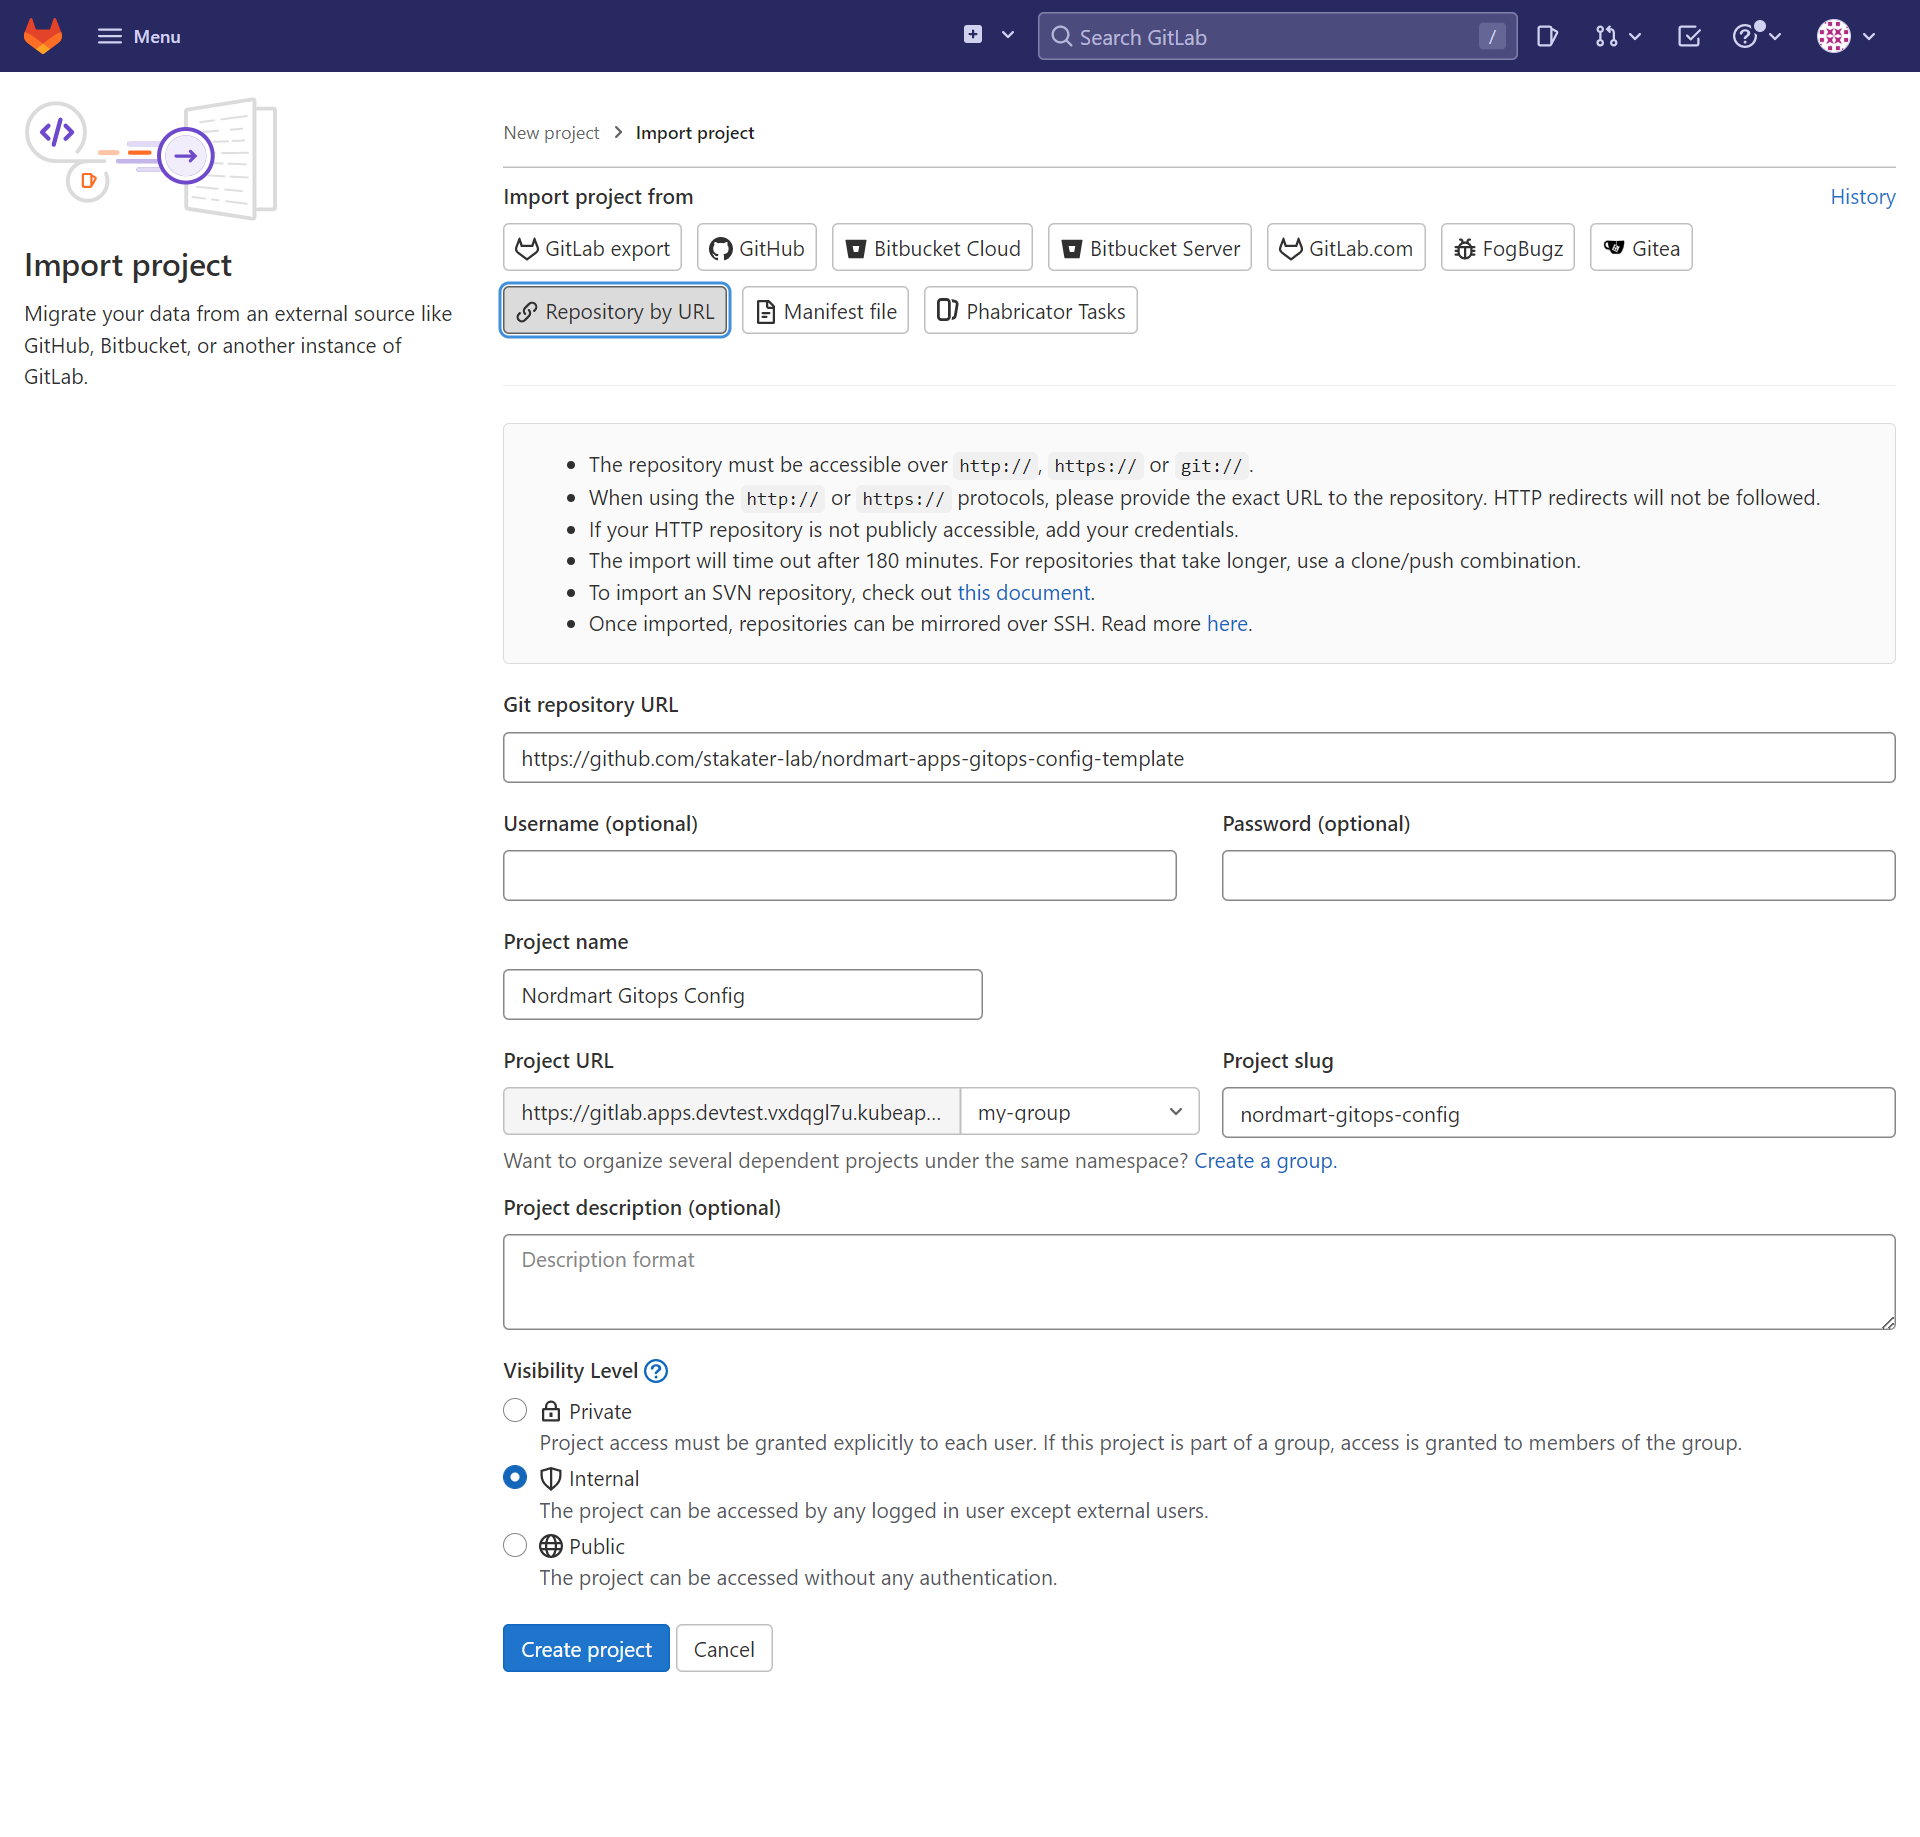 Menu
Search GitLab
/
Import project
Migrate your data from an external source like
GitHub, Bitbucket, or another instance of
GitLab.
New project > Import project
Import project from
History
GitLab export
GitHub
Bitbucket Cloud
Bitbucket Server
GitLab.com
FogBugz
Gitea
Repository by URL
Manifest file
Phabricator Tasks
• The repository must be accessible over http://, https:// or git://.
• When using the http:// or https:// protocols, please provide the exact URL to the repository. HTTP redirects will not be followed.
• If your HTTP repository is not publicly accessible, add your credentials.
• The import will time out after 180 minutes. For repositories that take longer, use a clone/push combination.
• To import an SVN repository, check out this document.
• Once imported, repositories can be mirrored over SSH. Read more here.
Git repository URL
https://github.com/stakater-lab/nordmart-apps-gitops-config-template
Username (optional)
Password (optional)
Project name
Nordmart Gitops Config
Project URL
Project slug
https://gitlab.apps.devtest.vxdqgl7u.kubeap...
my-group
nordmart-gitops-config
Want to organize several dependent projects under the same namespace? Create a group.
Project description (optional)
Description format
Visibility Level
Private
Project access must be granted explicitly to each user. If this project is part of a group, access is granted to members of the group.
Internal
The project can be accessed by any logged in user except external users.
Public
The project can be accessed without any authentication.
Create project
Cancel